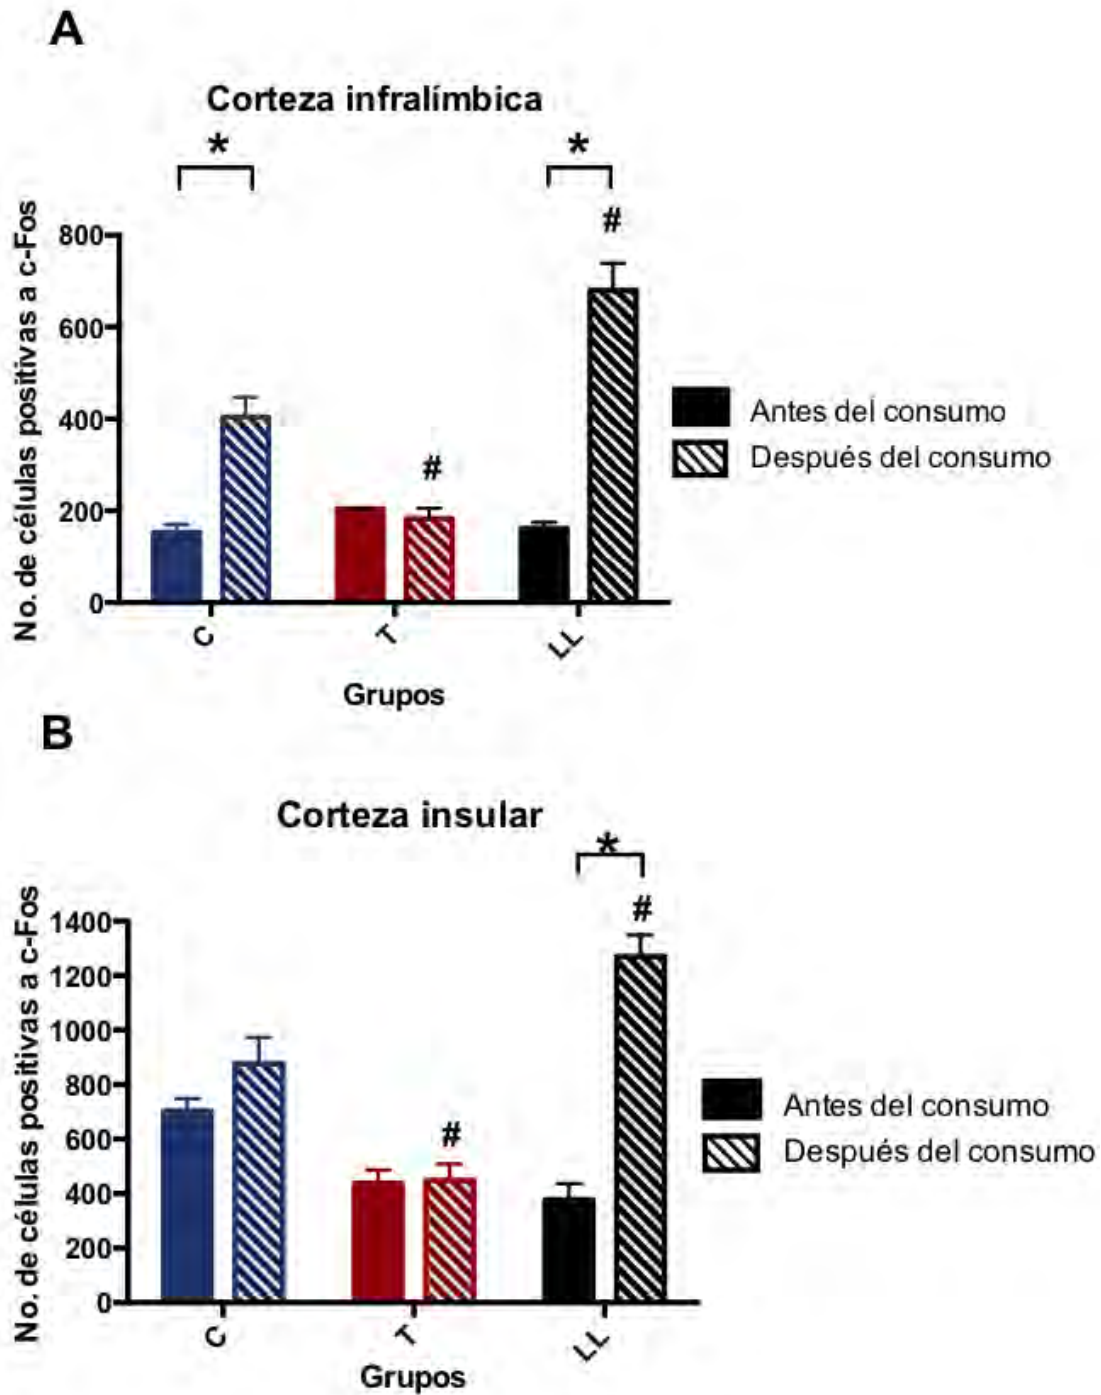 A
Corteza infralímbica
*
*
#
#
No. de células positivas a c-Fos
800
600
400
200
0
C
T
LL
Grupos
Antes del consumo
Después del consumo
B
Corteza insular
*
#
#
No. de células positivas a c-Fos
1400
1200
1000
800
600
400
200
0
C
T
LL
Grupos
Antes del consumo
Después del consumo